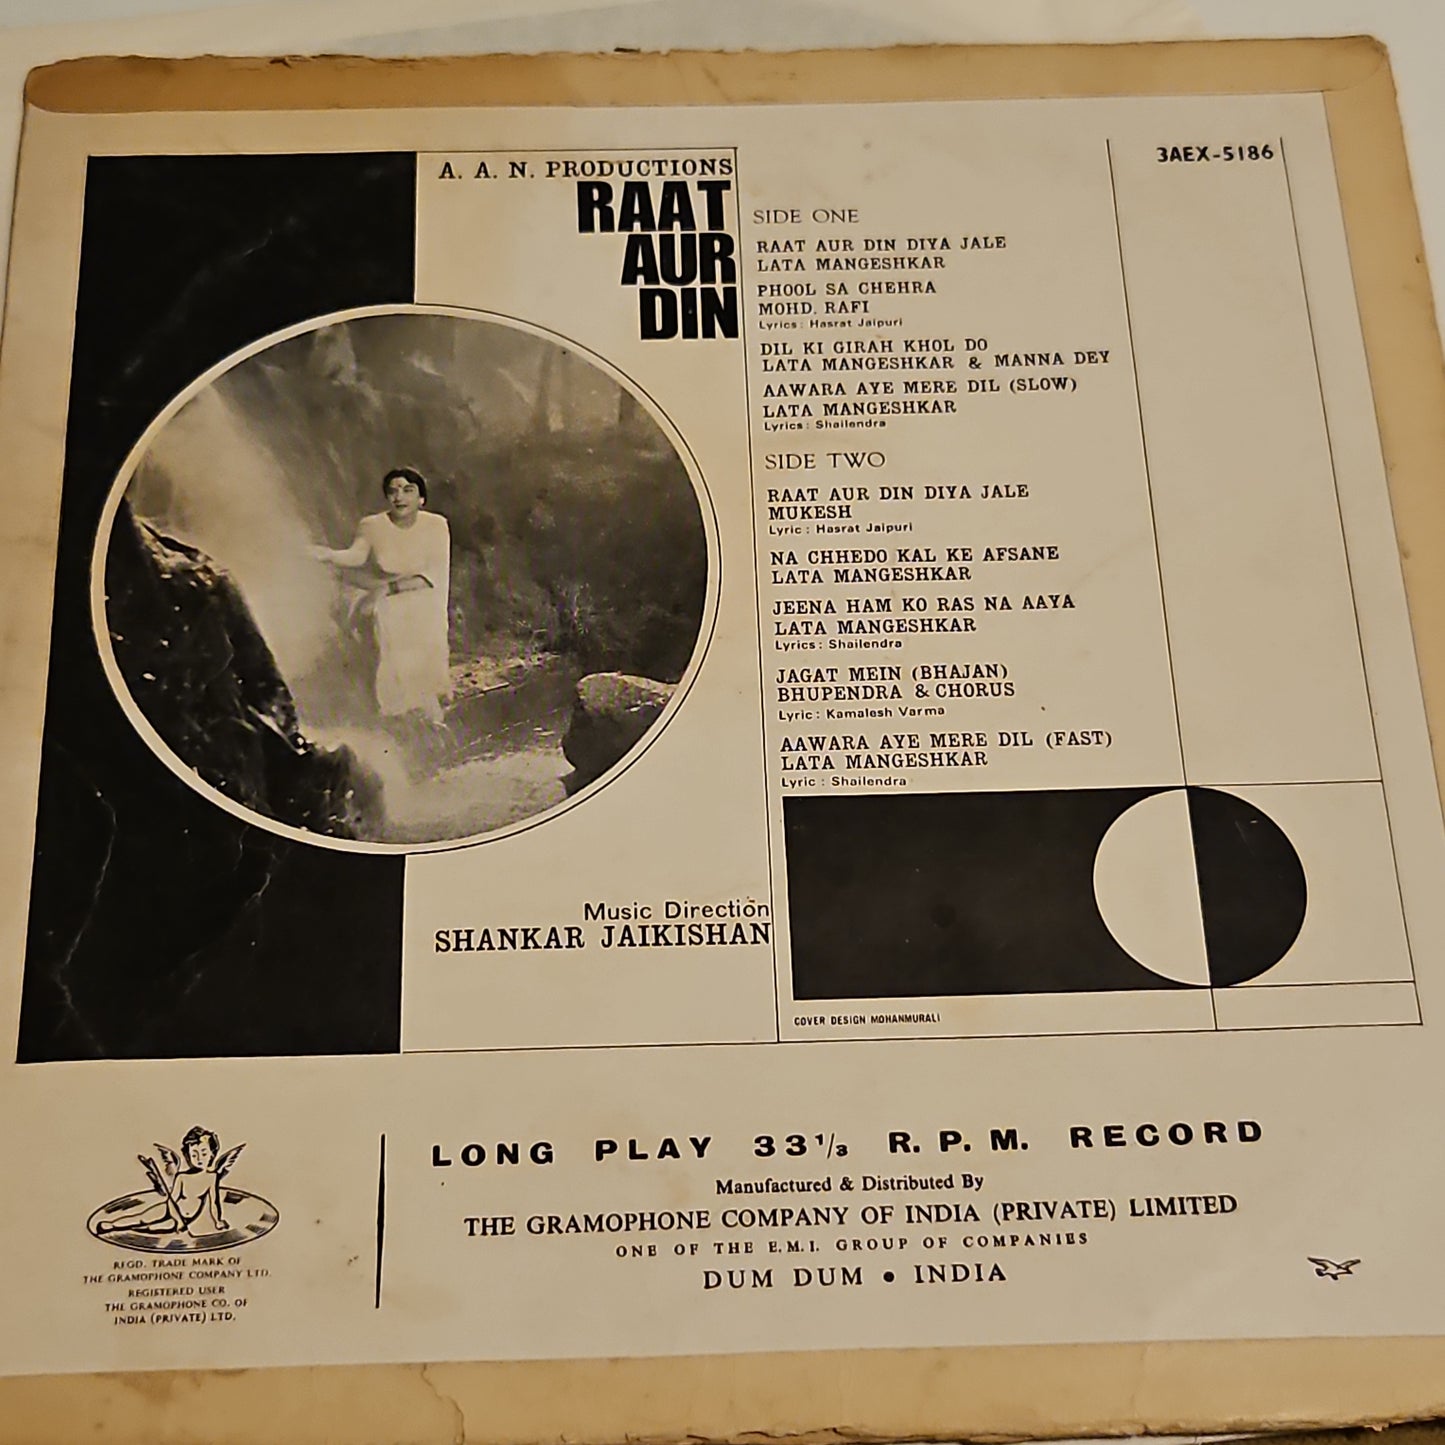 A. A. N. PRODUCTIONS
RAAT
AUR
DIN
3AEX-5186
SIDE ONE
RAAT AUR DIN DIYA JALE
LATA MANGESHKAR
PHOOL SA CHEHRA
MOHD. RAFI
Lyrics : Hasrat Jaipuri
DIL KI GIRAH KHOL DO
LATA MANGESHKAR & MANNA DEY
AAWARA AYE MERE DIL (SLOW)
LATA MANGESHKAR
Lyrics : Shailendra
SIDE TWO
RAAT AUR DIN DIYA JALE
MUKESH
Lyric : Hasrat Jaipuri
NA CHHEDO KAL KE AFSANE
LATA MANGESHKAR
JEENA HAM KO RAS NA AAYA
LATA MANGESHKAR
Lyrics : Shailendra
JAGAT MEIN (BHAJAN)
BHUPENDRA & CHORUS
Lyric : Kamalesh Varma
AAWARA AYE MERE DIL (FAST)
LATA MANGESHKAR
Lyric : Shailendra
Music Direction
SHANKAR JAIKISHAN
COVER DESIGN MOHANMURALI
REGD. TRADE MARK OF
THE GRAMOPHONE COMPANY LTD.
REGISTERED USER
THE GRAMOPHONE CO. OF
INDIA (PRIVATE) LTD.
LONG PLAY 33 1/3 R. P. M. RECORD
Manufactured & Distributed By
THE GRAMOPHONE COMPANY OF INDIA (PRIVATE) LIMITED
ONE OF THE E.M.I. GROUP OF COMPANIES
DUM DUM • INDIA